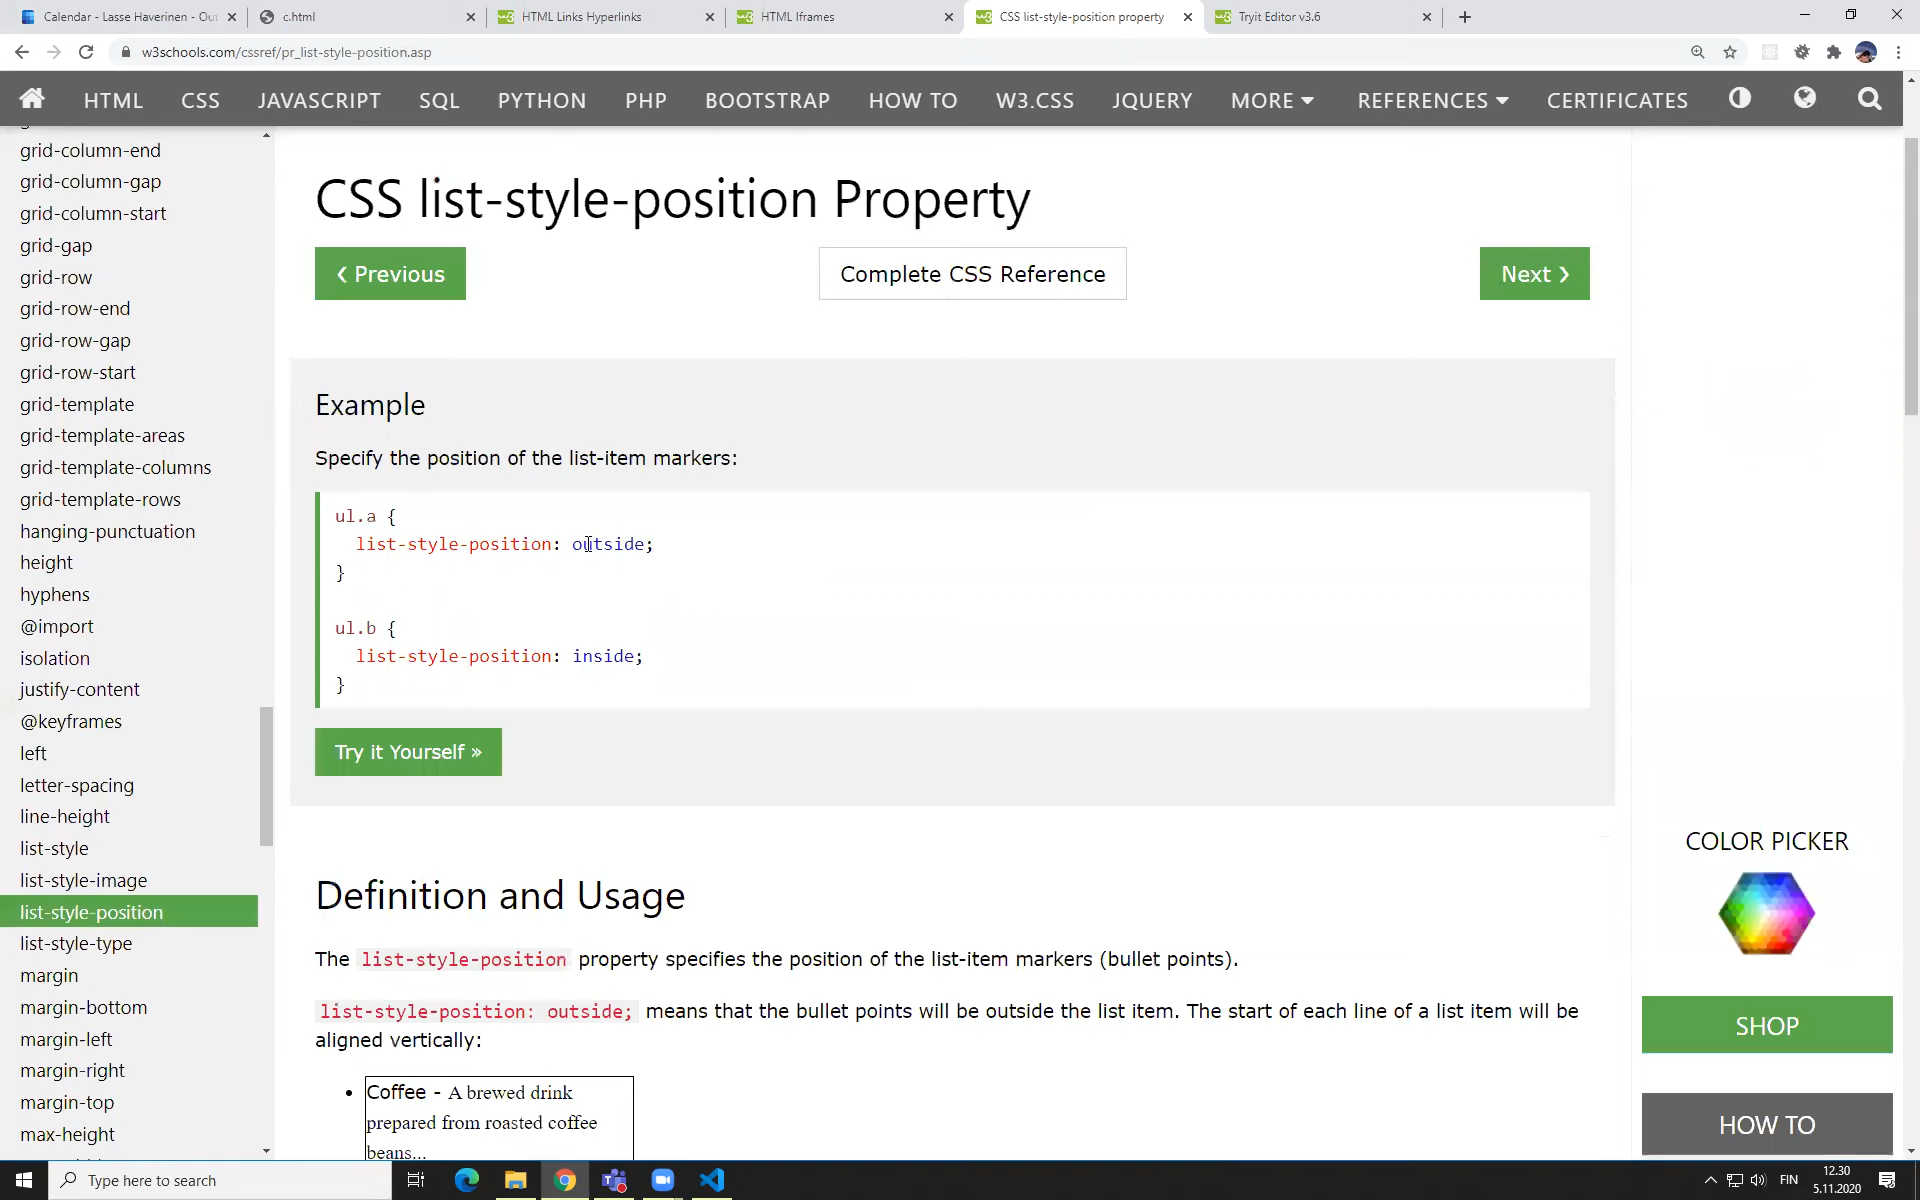 Calendar - Lasse Haverinen - Out
c.html
HTML Links Hyperlinks
HTML Iframes
CSS list-style-position property
Tryit Editor v3.6
w3schools.com/cssref/pr_list-style-position.asp
HTML
CSS
JAVASCRIPT
SQL
PYTHON
PHP
BOOTSTRAP
HOW TO
W3.CSS
JQUERY
MORE
REFERENCES
CERTIFICATES
grid-column-end
grid-column-gap
grid-column-start
grid-gap
grid-row
grid-row-end
grid-row-gap
grid-row-start
grid-template
grid-template-areas
grid-template-columns
grid-template-rows
hanging-punctuation
height
hyphens
@import
isolation
justify-content
@keyframes
left
letter-spacing
line-height
list-style
list-style-image
list-style-position
list-style-type
margin
margin-bottom
margin-left
margin-right
margin-top
max-height
CSS list-style-position Property
❮ Previous
Complete CSS Reference
Next ❯
Example
Specify the position of the list-item markers:
ul.a {
list-style-position: outside;
}
ul.b {
list-style-position: inside;
}
Try it Yourself »
Definition and Usage
The list-style-position property specifies the position of the list-item markers (bullet points).
list-style-position: outside; means that the bullet points will be outside the list item. The start of each line of a list item will be
aligned vertically:
• Coffee - A brewed drink
prepared from roasted coffee
beans...
COLOR PICKER
SHOP
HOW TO
Type here to search
FIN
12.30
5.11.2020